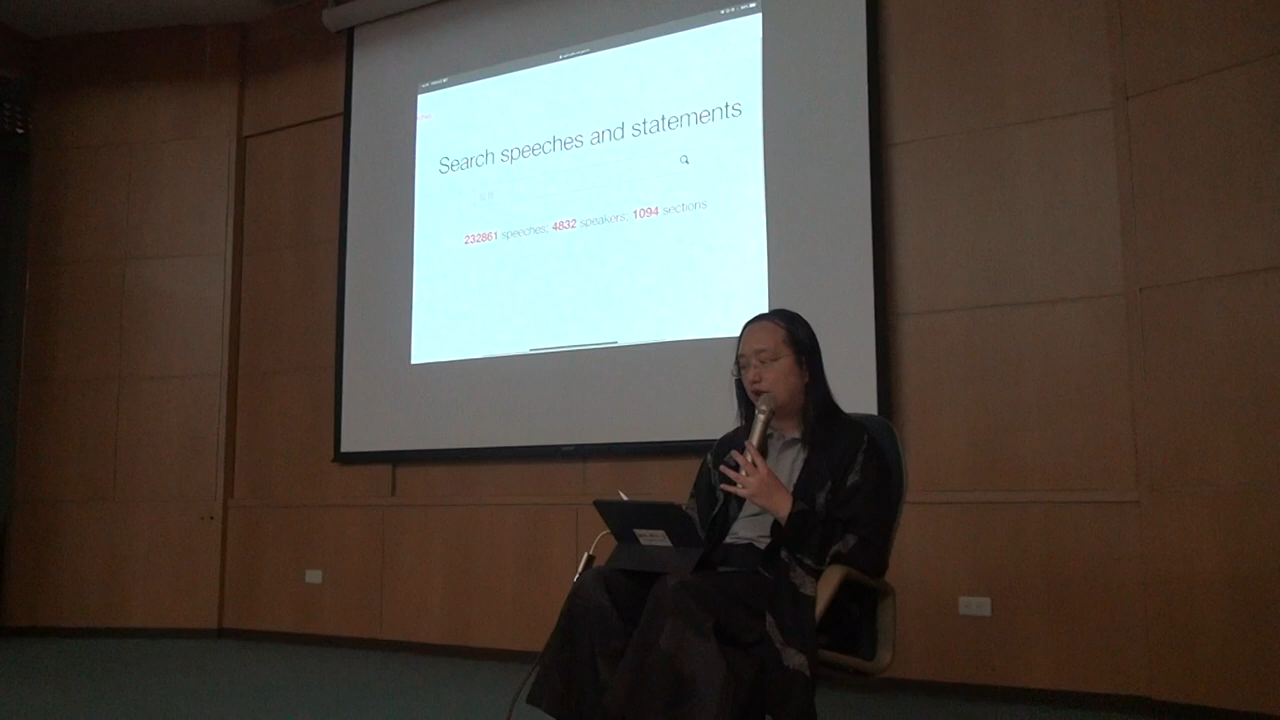 Search speeches and statements
232861 speeches; 4832 speakers; 1094 sections